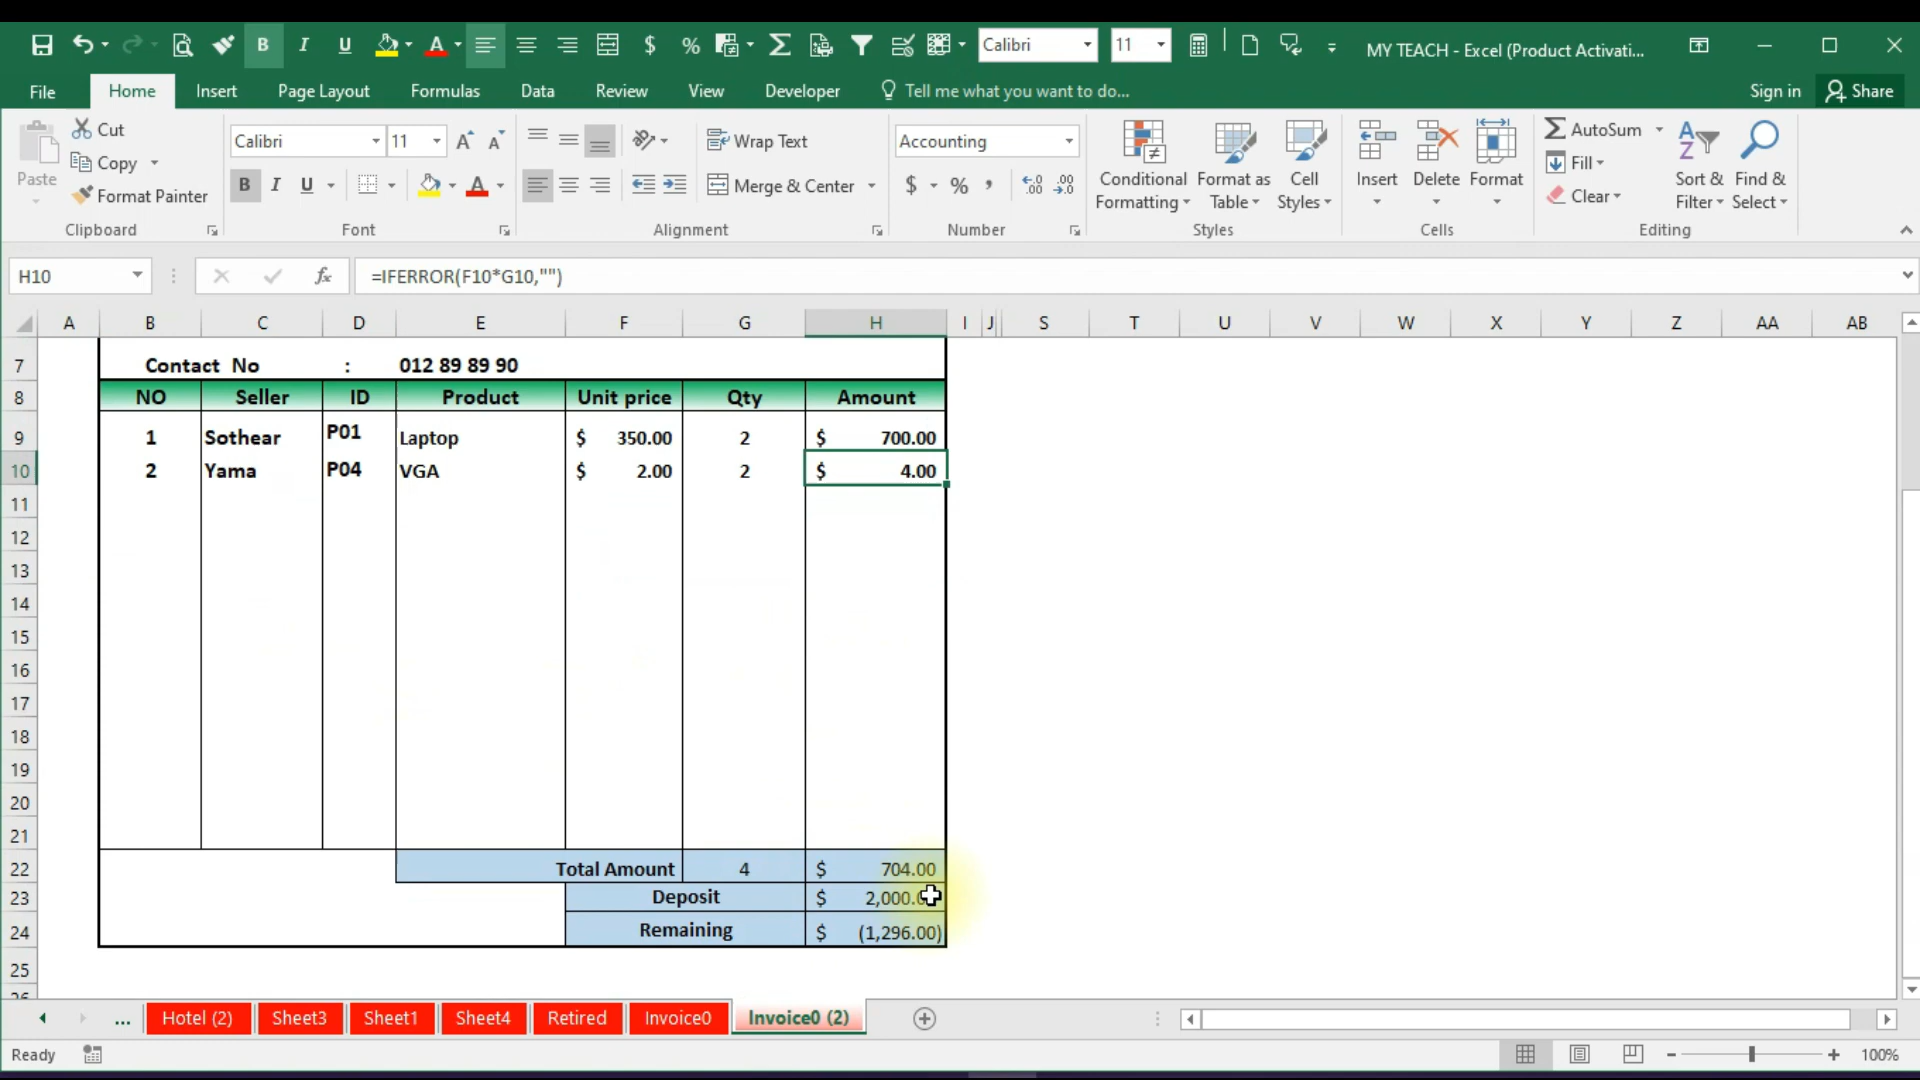 B I U $ % Calibri 11 MY TEACH - Excel (Product Activati...
File Home Insert Page Layout Formulas Data Review View Developer Tell me what you want to do... Sign in Share
Paste Cut Copy Format Painter
Calibri 11 A A
B I U A
Wrap Text
Merge & Center
Accounting
$ % ,
Conditional Formatting Format as Table Cell Styles
Insert Delete Format
AutoSum Fill Clear
Sort & Filter Find & Select
Clipboard Font Alignment Number Styles Cells Editing
H10 fx =IFERROR(F10*G10,"")
A B C D E F G H I J S T U V W X Y Z AA AB
7 Contact No : 012 89 89 90
8 NO Seller ID Product Unit price Qty Amount
9 1 Sothear P01 Laptop $ 350.00 2 $ 700.00
10 2 Yama P04 VGA $ 2.00 2 $ 4.00
11
12
13
14
15
16
17
18
19
20
21
22 Total Amount 4 $ 704.00
23 Deposit $ 2,000.
24 Remaining $ (1,296.00)
25
... Hotel (2) Sheet3 Sheet1 Sheet4 Retired Invoice0 Invoice0 (2)
Ready 100%